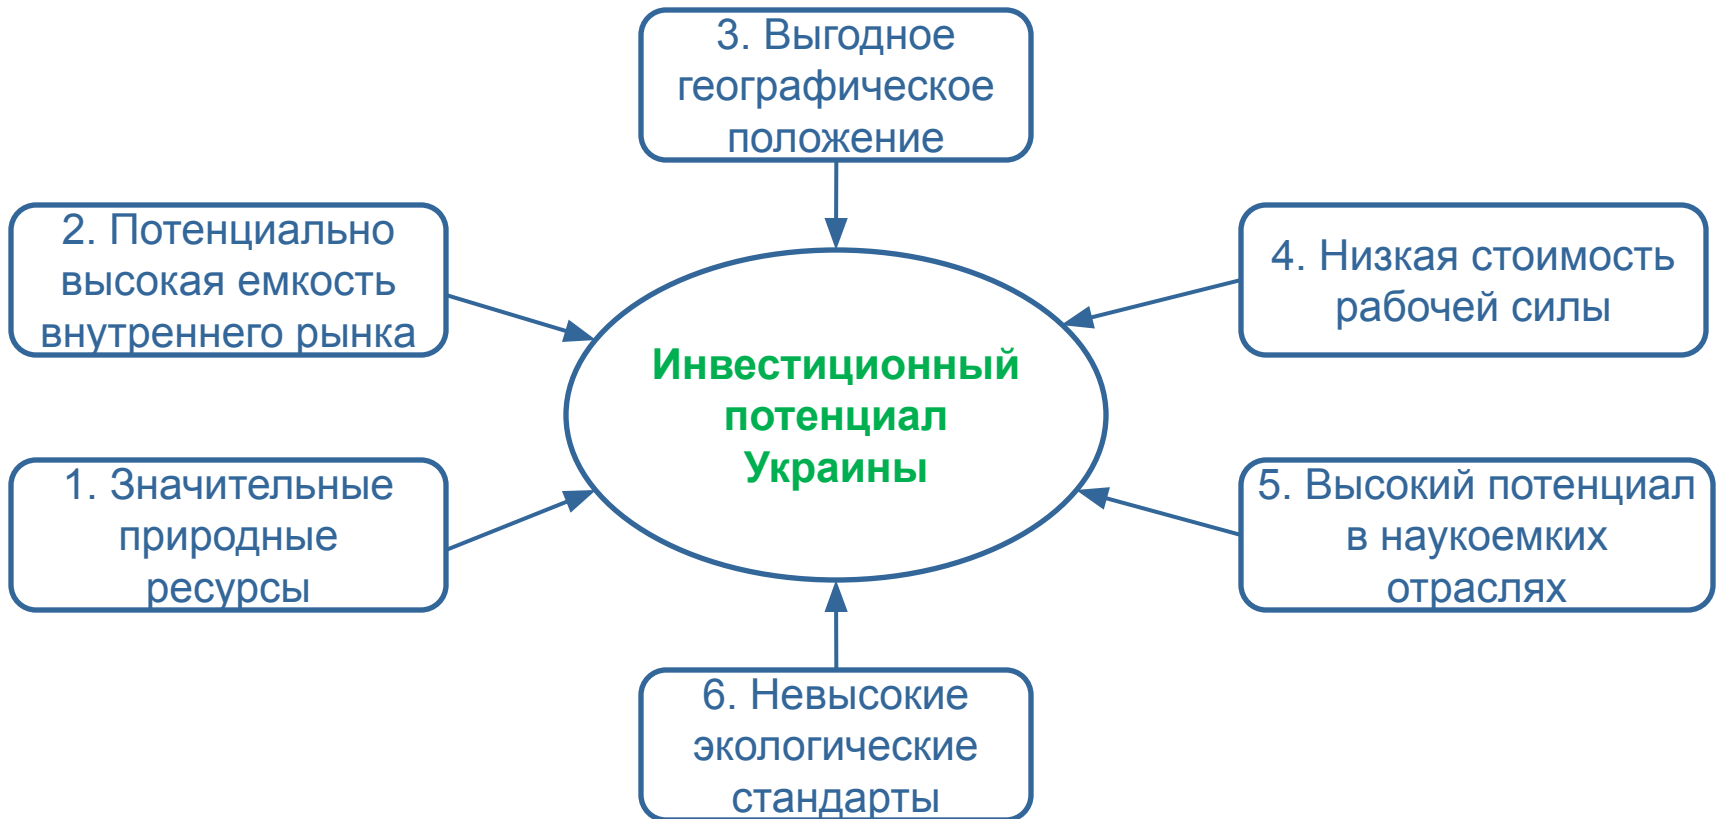 3. Выгодное
географическое
положение
2. Потенциально
высокая емкость
внутреннего рынка
4. Низкая стоимость
рабочей силы
Инвестиционный
потенциал
Украины
1. Значительные
природные
ресурсы
5. Высокий потенциал
в наукоемких
отраслях
6. Невысокие
экологические
стандарты